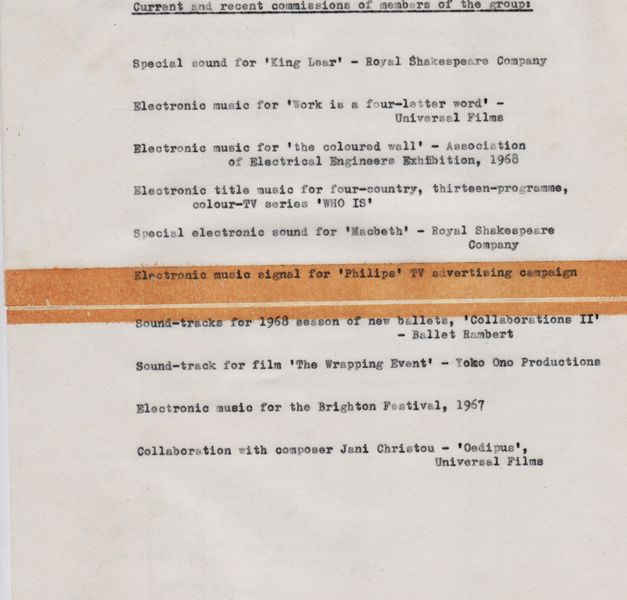 Current and recent commissions of members of the group:
Special sound for 'King Lear' - Royal Shakespeare Company
Electronic music for 'Work is a four-letter word' -
Universal Films
Electronic music for 'the coloured wall' - Association
of Electrical Engineers Exhibition, 1968
Electronic title music for four-country, thirteen-programme,
colour-TV series 'WHO IS'
Special electronic sound for 'Macbeth' - Royal Shakespeare
Company
Electronic music signal for 'Philips' TV advertising campaign
Sound-tracks for 1968 season of new ballets, 'Collaborations II'
- Ballet Rambert
Sound-track for film 'The Wrapping Event' - Yoko Ono Productions
Electronic music for the Brighton Festival, 1967
Collaboration with composer Jani Christou - 'Oedipus',
Universal Films